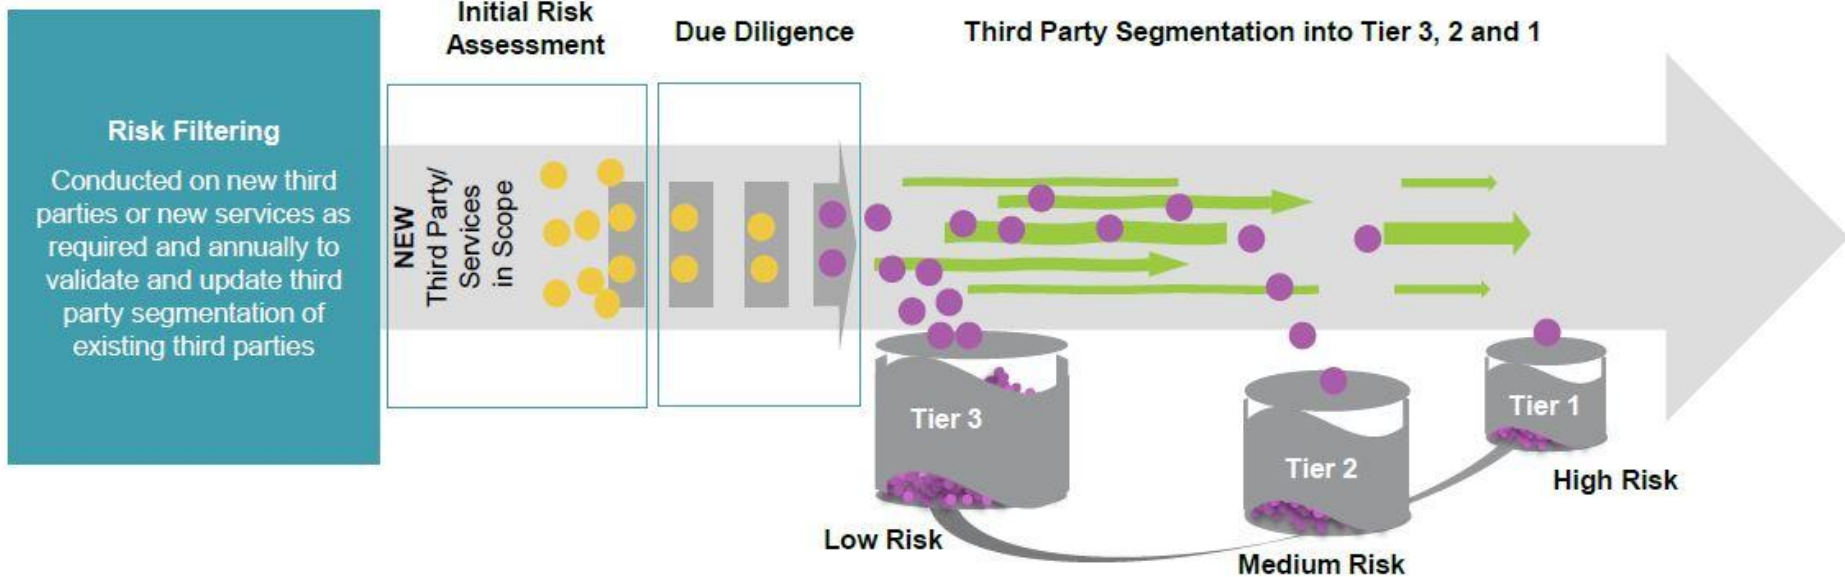 Initial Risk
Assessment
Due Diligence
Third Party Segmentation into Tier 3, 2 and 1
Risk Filtering
Conducted on new third
parties or new services as
required and annually to
validate and update third
party segmentation of
existing third parties
NEW
Third Party/
Services
in Scope
Tier 3
Tier 2
Tier 1
Low Risk
Medium Risk
High Risk